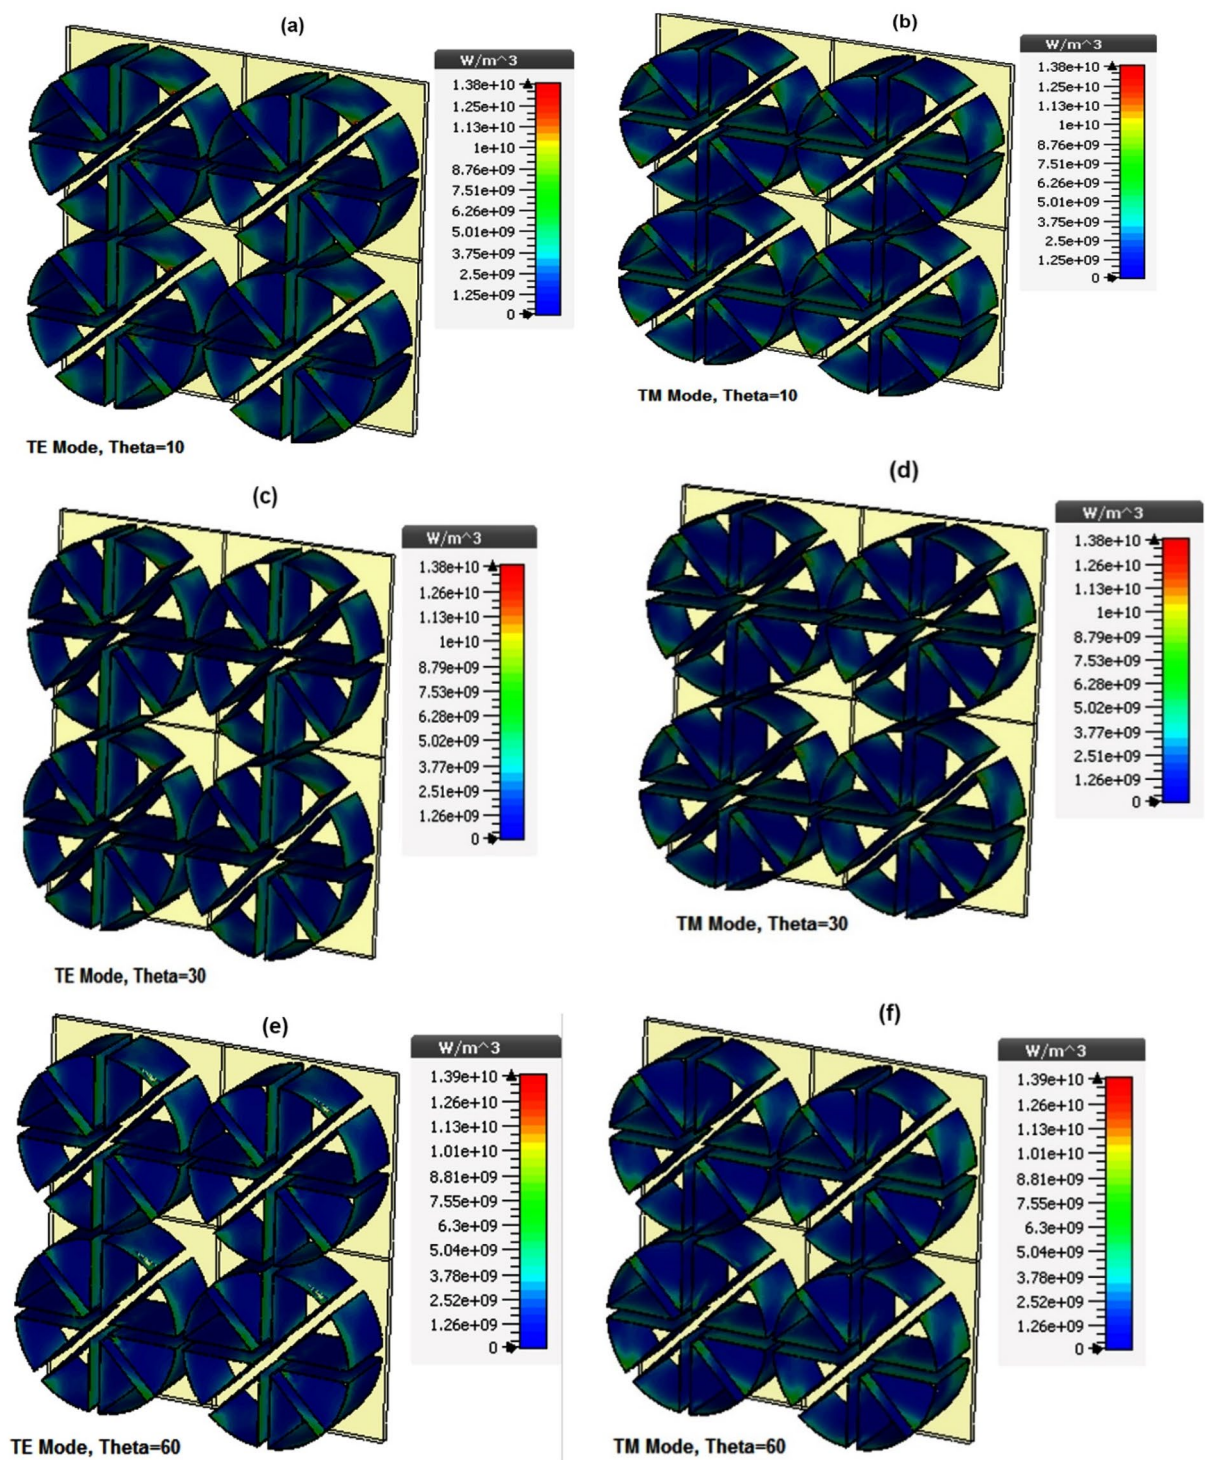 (a)
W/m^3
1.38e+10
1.25e+10
1.13e+10
1e+10
8.76e+09
7.51e+09
6.26e+09
5.01e+09
3.75e+09
2.5e+09
1.25e+09
0
TE Mode, Theta=10
(b)
W/m^3
1.38e+10
1.25e+10
1.13e+10
1e+10
8.76e+09
7.51e+09
6.26e+09
5.01e+09
3.75e+09
2.5e+09
1.25e+09
0
TM Mode, Theta=10
(c)
W/m^3
1.38e+10
1.26e+10
1.13e+10
1e+10
8.79e+09
7.53e+09
6.28e+09
5.02e+09
3.77e+09
2.51e+09
1.26e+09
0
TE Mode, Theta=30
(d)
W/m^3
1.38e+10
1.26e+10
1.13e+10
1e+10
8.79e+09
7.53e+09
6.28e+09
5.02e+09
3.77e+09
2.51e+09
1.26e+09
0
TM Mode, Theta=30
(e)
W/m^3
1.39e+10
1.26e+10
1.13e+10
1.01e+10
8.81e+09
7.55e+09
6.3e+09
5.04e+09
3.78e+09
2.52e+09
1.26e+09
0
TE Mode, Theta=60
(f)
W/m^3
1.39e+10
1.26e+10
1.13e+10
1.01e+10
8.81e+09
7.55e+09
6.3e+09
5.04e+09
3.78e+09
2.52e+09
1.26e+09
0
TM Mode, Theta=60